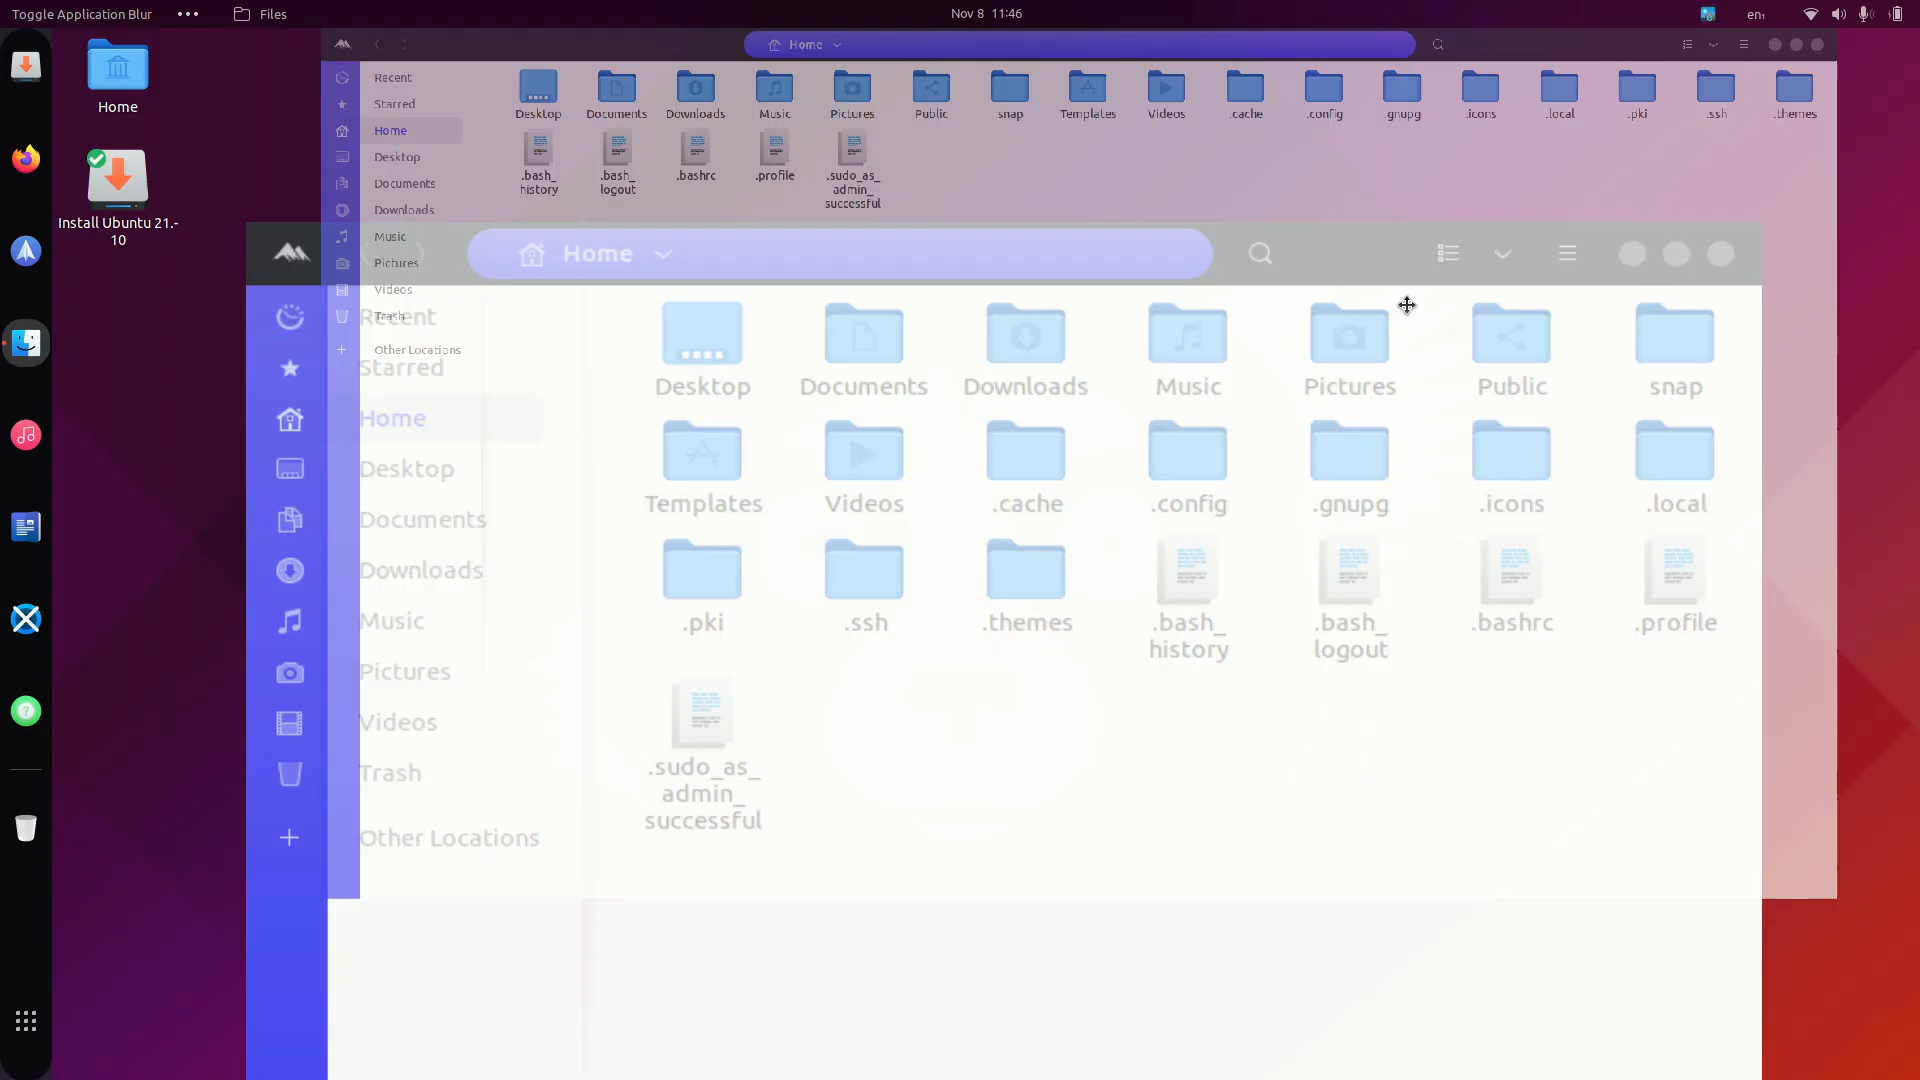 Toggle Application Blur
Files
Nov 8 11:46
en₁
Home
Install Ubuntu 21.-
10
Home
Recent
Starred
Home
Desktop
Documents
Downloads
Music
Pictures
Videos
Trash
Other Locations
Desktop Documents Downloads Music Pictures Public snap Templates Videos .cache .config .gnupg .icons .local .pki .ssh .themes
.bash_ .bash_ .bashrc .profile .sudo_as_
history logout admin_
successful
Home
Recent
Starred
Home
Desktop
Documents
Downloads
Music
Pictures
Videos
Trash
Other Locations
Desktop Documents Downloads Music Pictures Public snap
Templates Videos .cache .config .gnupg .icons .local
.pki .ssh .themes .bash_ .bash_ .bashrc .profile
history logout
.sudo_as_
admin_
successful